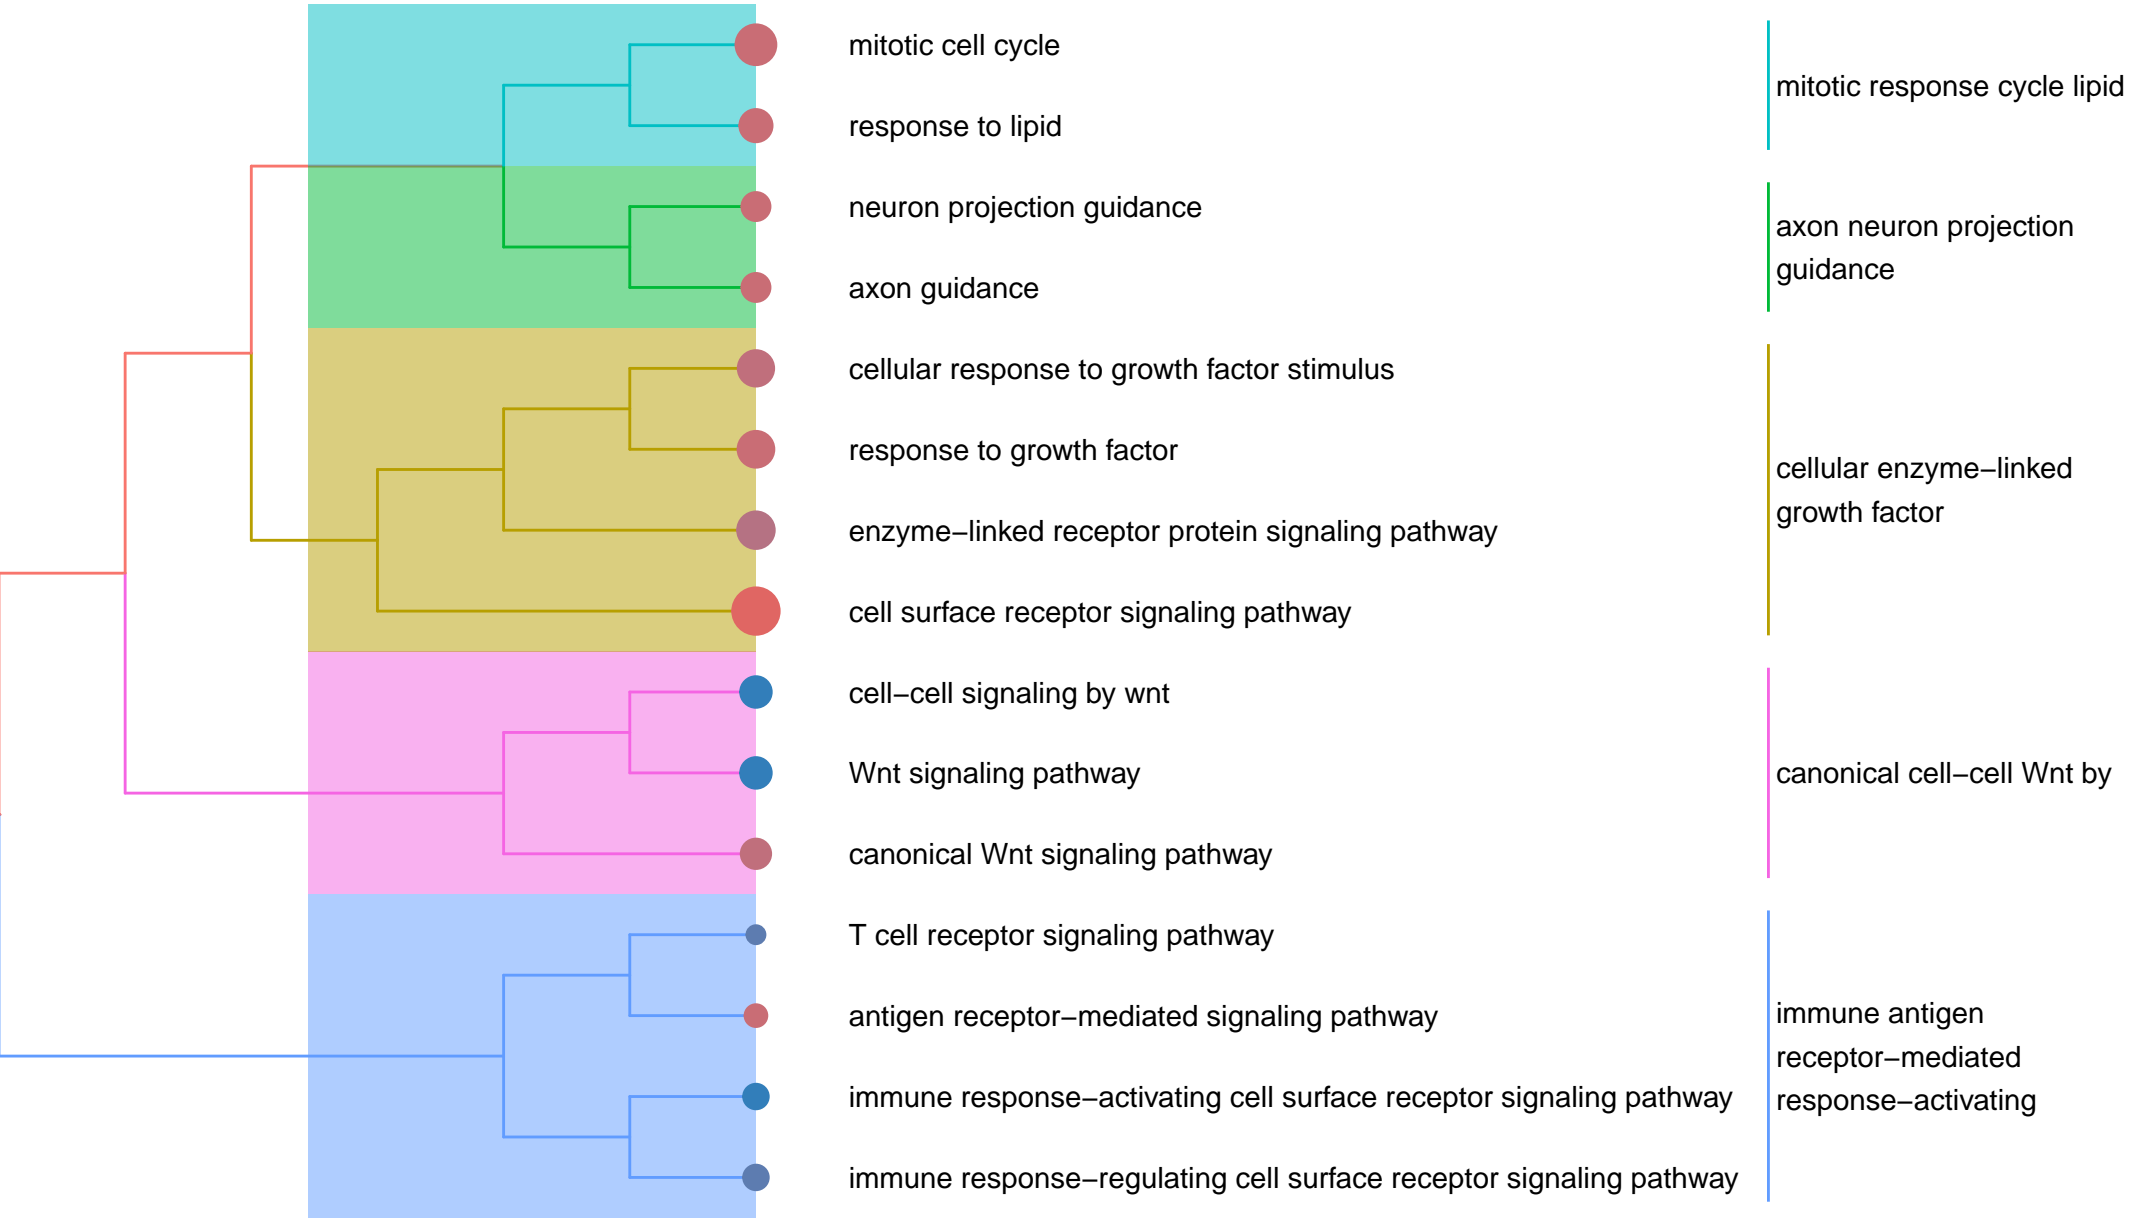 mitotic cell cycle
response to lipid
neuron projection guidance
axon guidance
cellular response to growth factor stimulus
response to growth factor
enzyme−linked receptor protein signaling pathway
cell surface receptor signaling pathway
cell−cell signaling by wnt
Wnt signaling pathway
canonical Wnt signaling pathway
T cell receptor signaling pathway
antigen receptor−mediated signaling pathway
immune response−activating cell surface receptor signaling pathway
immune response−regulating cell surface receptor signaling pathway
mitotic response cycle lipid
axon neuron projection
guidance
cellular enzyme−linked
growth factor
canonical cell−cell Wnt by
immune antigen
receptor−mediated
response−activating